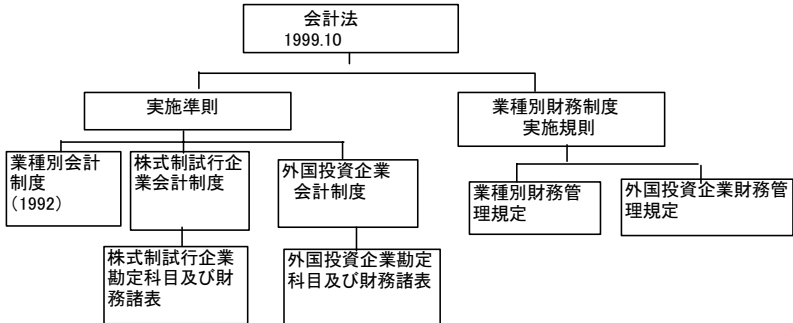 会計法
1999.10
実施準則
業種別財務制度
実施規則
業種別会計
制度
(1992)
株式制試行企
業会計制度
外国投資企業
会計制度
業種別財務管
理規定
外国投資企業財務管
理規定
株式制試行企業
勘定科目及び財
務諸表
外国投資企業勘定
科目及び財務諸表